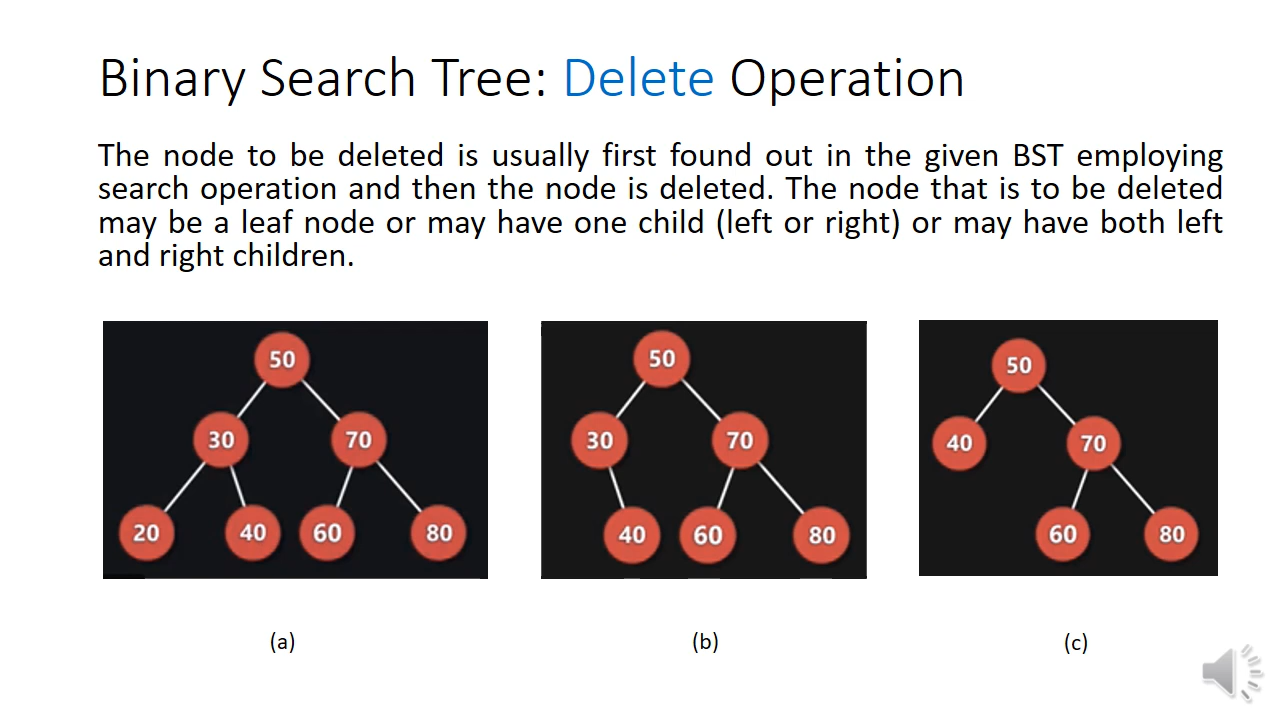 Binary Search Tree: Delete Operation
The node to be deleted is usually first found out in the given BST employing
search operation and then the node is deleted. The node that is to be deleted
may be a leaf node or may have one child (left or right) or may have both left
and right children.
50
30 70
20 40 60 80
(a)
50
30 70
40 60 80
(b)
50
40 70
60 80
(c)